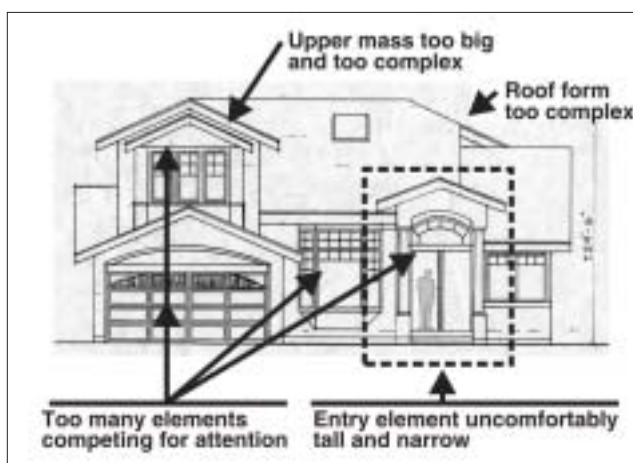 Upper mass too big
and too complex
Roof form
too complex
Too many elements
competing for attention
Entry element uncomfortably
tall and narrow